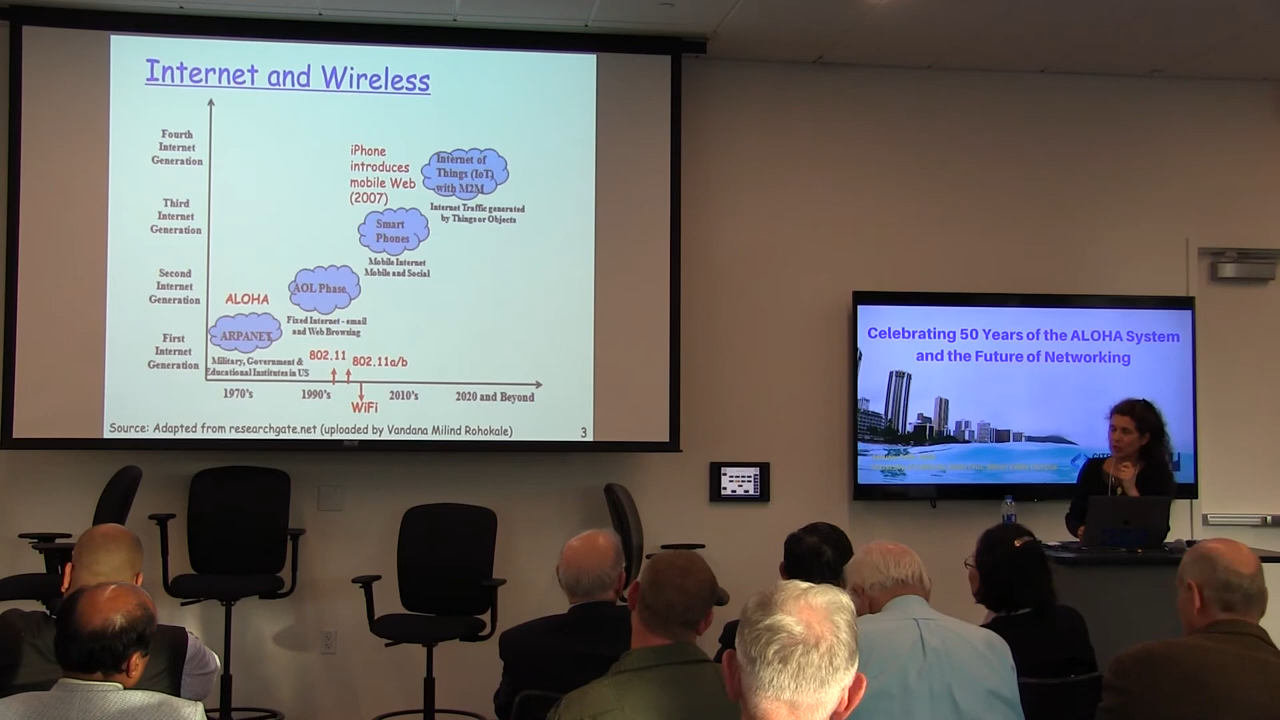 Internet and Wireless
Fourth
Internet
Generation
Third
Internet
Generation
Second
Internet
Generation
First
Internet
Generation
iPhone
introduces
mobile Web
(2007)
Internet of
Things (IoT)
with M2M
Internet Traffic generated
by Things or Objects
Smart
Phones
Mobile Internet
Mobile and Social
AOL Phase
Fixed Internet - email
and Web Browzing
ALOHA
ARPANET
Military, Government &
Educational Institutes in US
802.11
802.11a/b
1970's
1990's
2010's
2020 and Beyond
WiFi
Source: Adapted from researchgate.net (uploaded by Vandana Milind Rohokale)
3
Celebrating 50 Years of the ALOHA System
and the Future of Networking